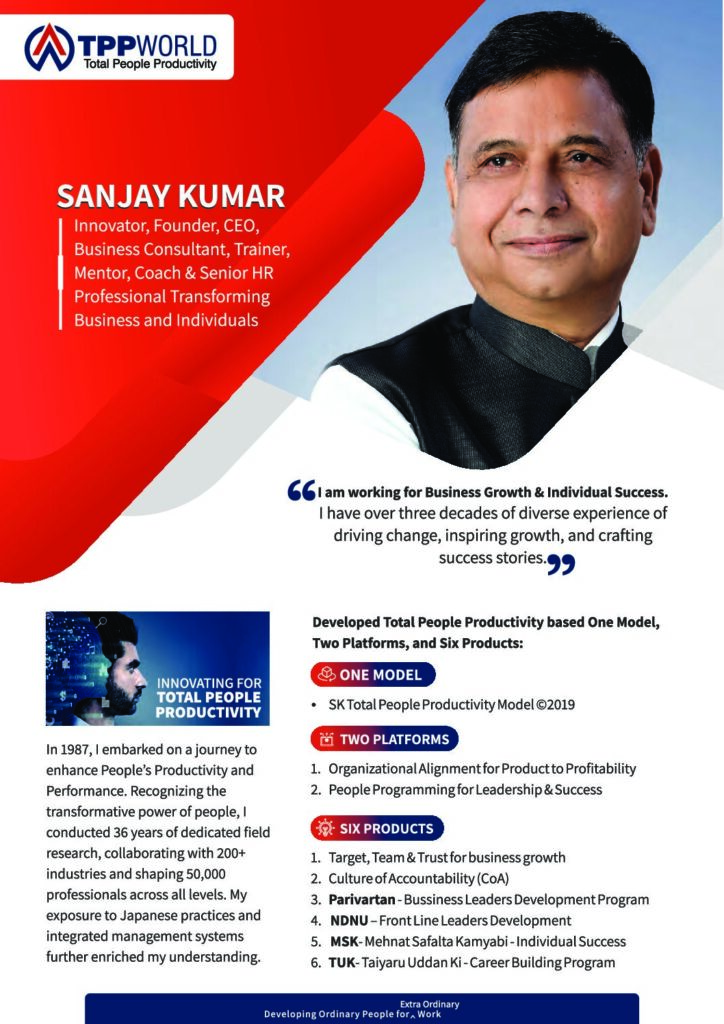 TPPWORLD
Total People Productivity
SANJAY KUMAR
Innovator, Founder, CEO,
Business Consultant, Trainer,
Mentor, Coach & Senior HR
Professional Transforming
Business and Individuals
“I am working for Business Growth & Individual Success.
I have over three decades of diverse experience of
driving change, inspiring growth, and crafting
success stories.”
INNOVATING FOR
TOTAL PEOPLE
PRODUCTIVITY
In 1987, I embarked on a journey to
enhance People’s Productivity and
Performance. Recognizing the
transformative power of people, I
conducted 36 years of dedicated field
research, collaborating with 200+
industries and shaping 50,000
professionals across all levels. My
exposure to Japanese practices and
integrated management systems
further enriched my understanding.
Developed Total People Productivity based One Model,
Two Platforms, and Six Products:
ONE MODEL
• SK Total People Productivity Model ©2019
TWO PLATFORMS
1. Organizational Alignment for Product to Profitability
2. People Programming for Leadership & Success
SIX PRODUCTS
1. Target, Team & Trust for business growth
2. Culture of Accountability (CoA)
3. Parivartan - Bussiness Leaders Development Program
4. NDNU – Front Line Leaders Development
5. MSK- Mehnat Safalta Kamyabi - Individual Success
6. TUK- Taiyaru Uddan Ki - Career Building Program
Extra Ordinary
Developing Ordinary People for ^ Work